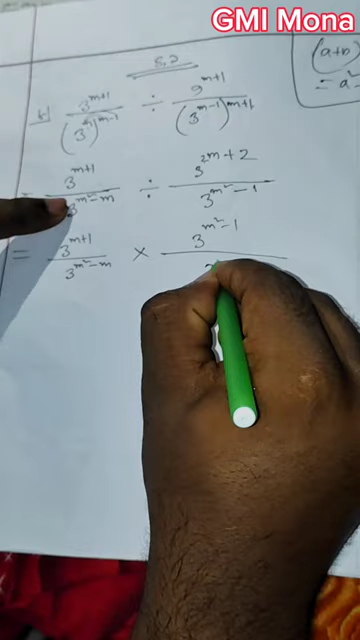 GMI Mona
5.2
(a+b)
= a²
k) 3^(m+1) / (3^m)^(m-1) ÷ 9^(m+1) / (3^(m-1))^(m+1)
= 3^(m+1) / 3^(m²-m) ÷ 3^(2m+2) / 3^(m²-1)
= 3^(m+1) / 3^(m²-m) × 3^(m²-1)